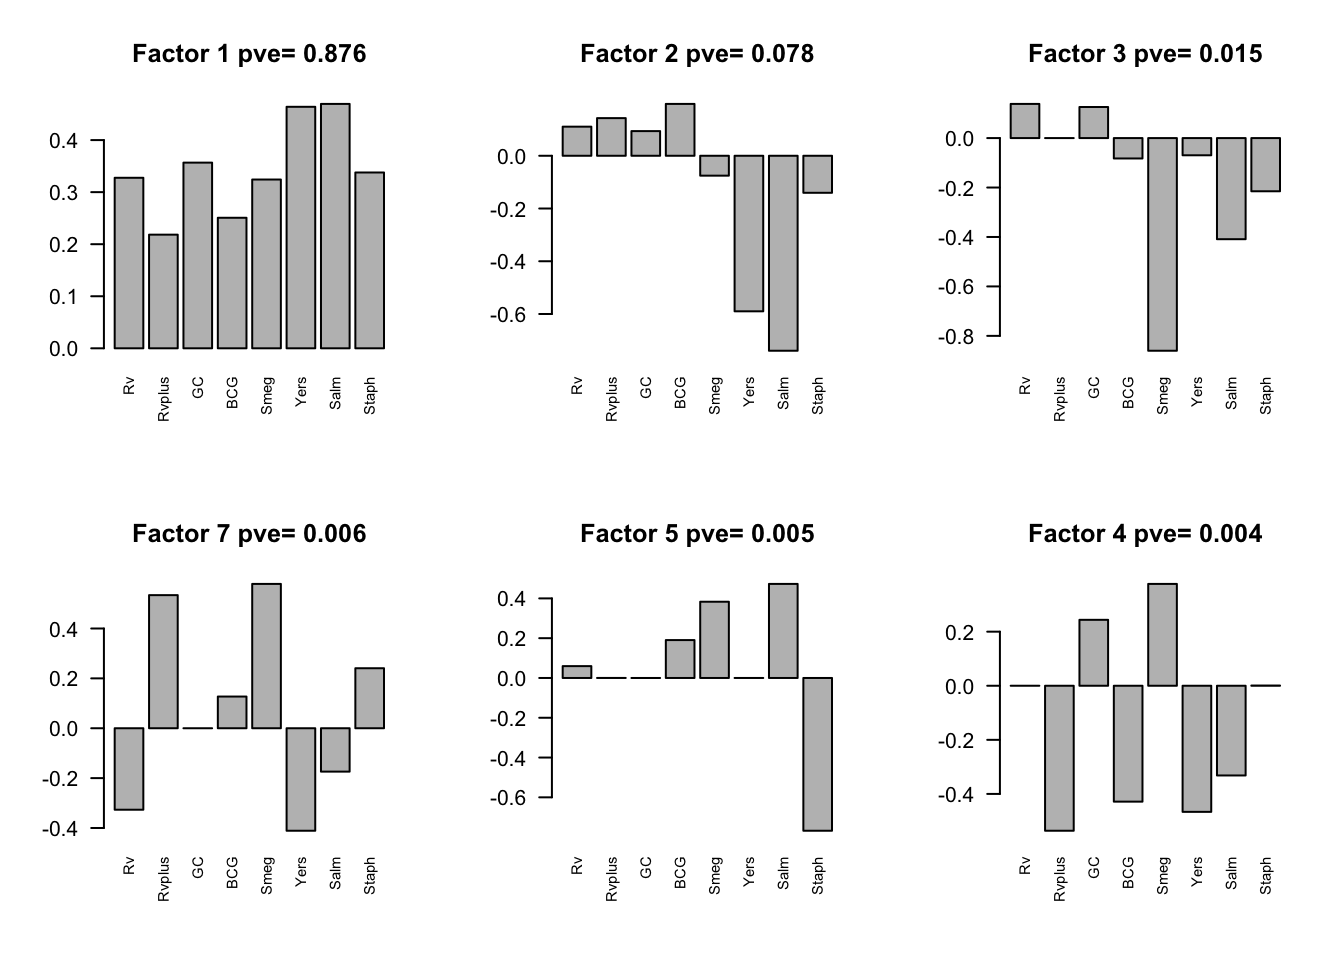 Factor 1 pve= 0.876
0.4
0.3
0.2
0.1
0.0
Rv
Rvplus
GC
BCG
Smeg
Yers
Salm
Staph
Factor 2 pve= 0.078
0.0
-0.2
-0.4
-0.6
Rv
Rvplus
GC
BCG
Smeg
Yers
Salm
Staph
Factor 3 pve= 0.015
0.0
-0.2
-0.4
-0.6
-0.8
Rv
Rvplus
GC
BCG
Smeg
Yers
Salm
Staph
Factor 7 pve= 0.006
0.4
0.2
0.0
-0.2
-0.4
Rv
Rvplus
GC
BCG
Smeg
Yers
Salm
Staph
Factor 5 pve= 0.005
0.4
0.2
0.0
-0.2
-0.4
-0.6
Rv
Rvplus
GC
BCG
Smeg
Yers
Salm
Staph
Factor 4 pve= 0.004
0.2
0.0
-0.2
-0.4
Rv
Rvplus
GC
BCG
Smeg
Yers
Salm
Staph